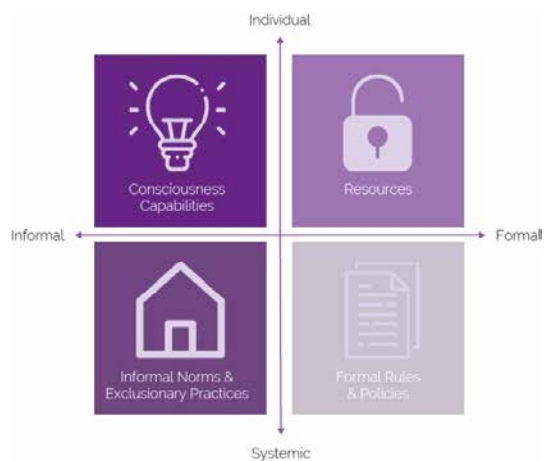 Individual
Consciousness
Capabilities
Resources
Informal
Formal
Informal Norms &
Exclusionary Practices
Formal Rules
& Policies
Systemic